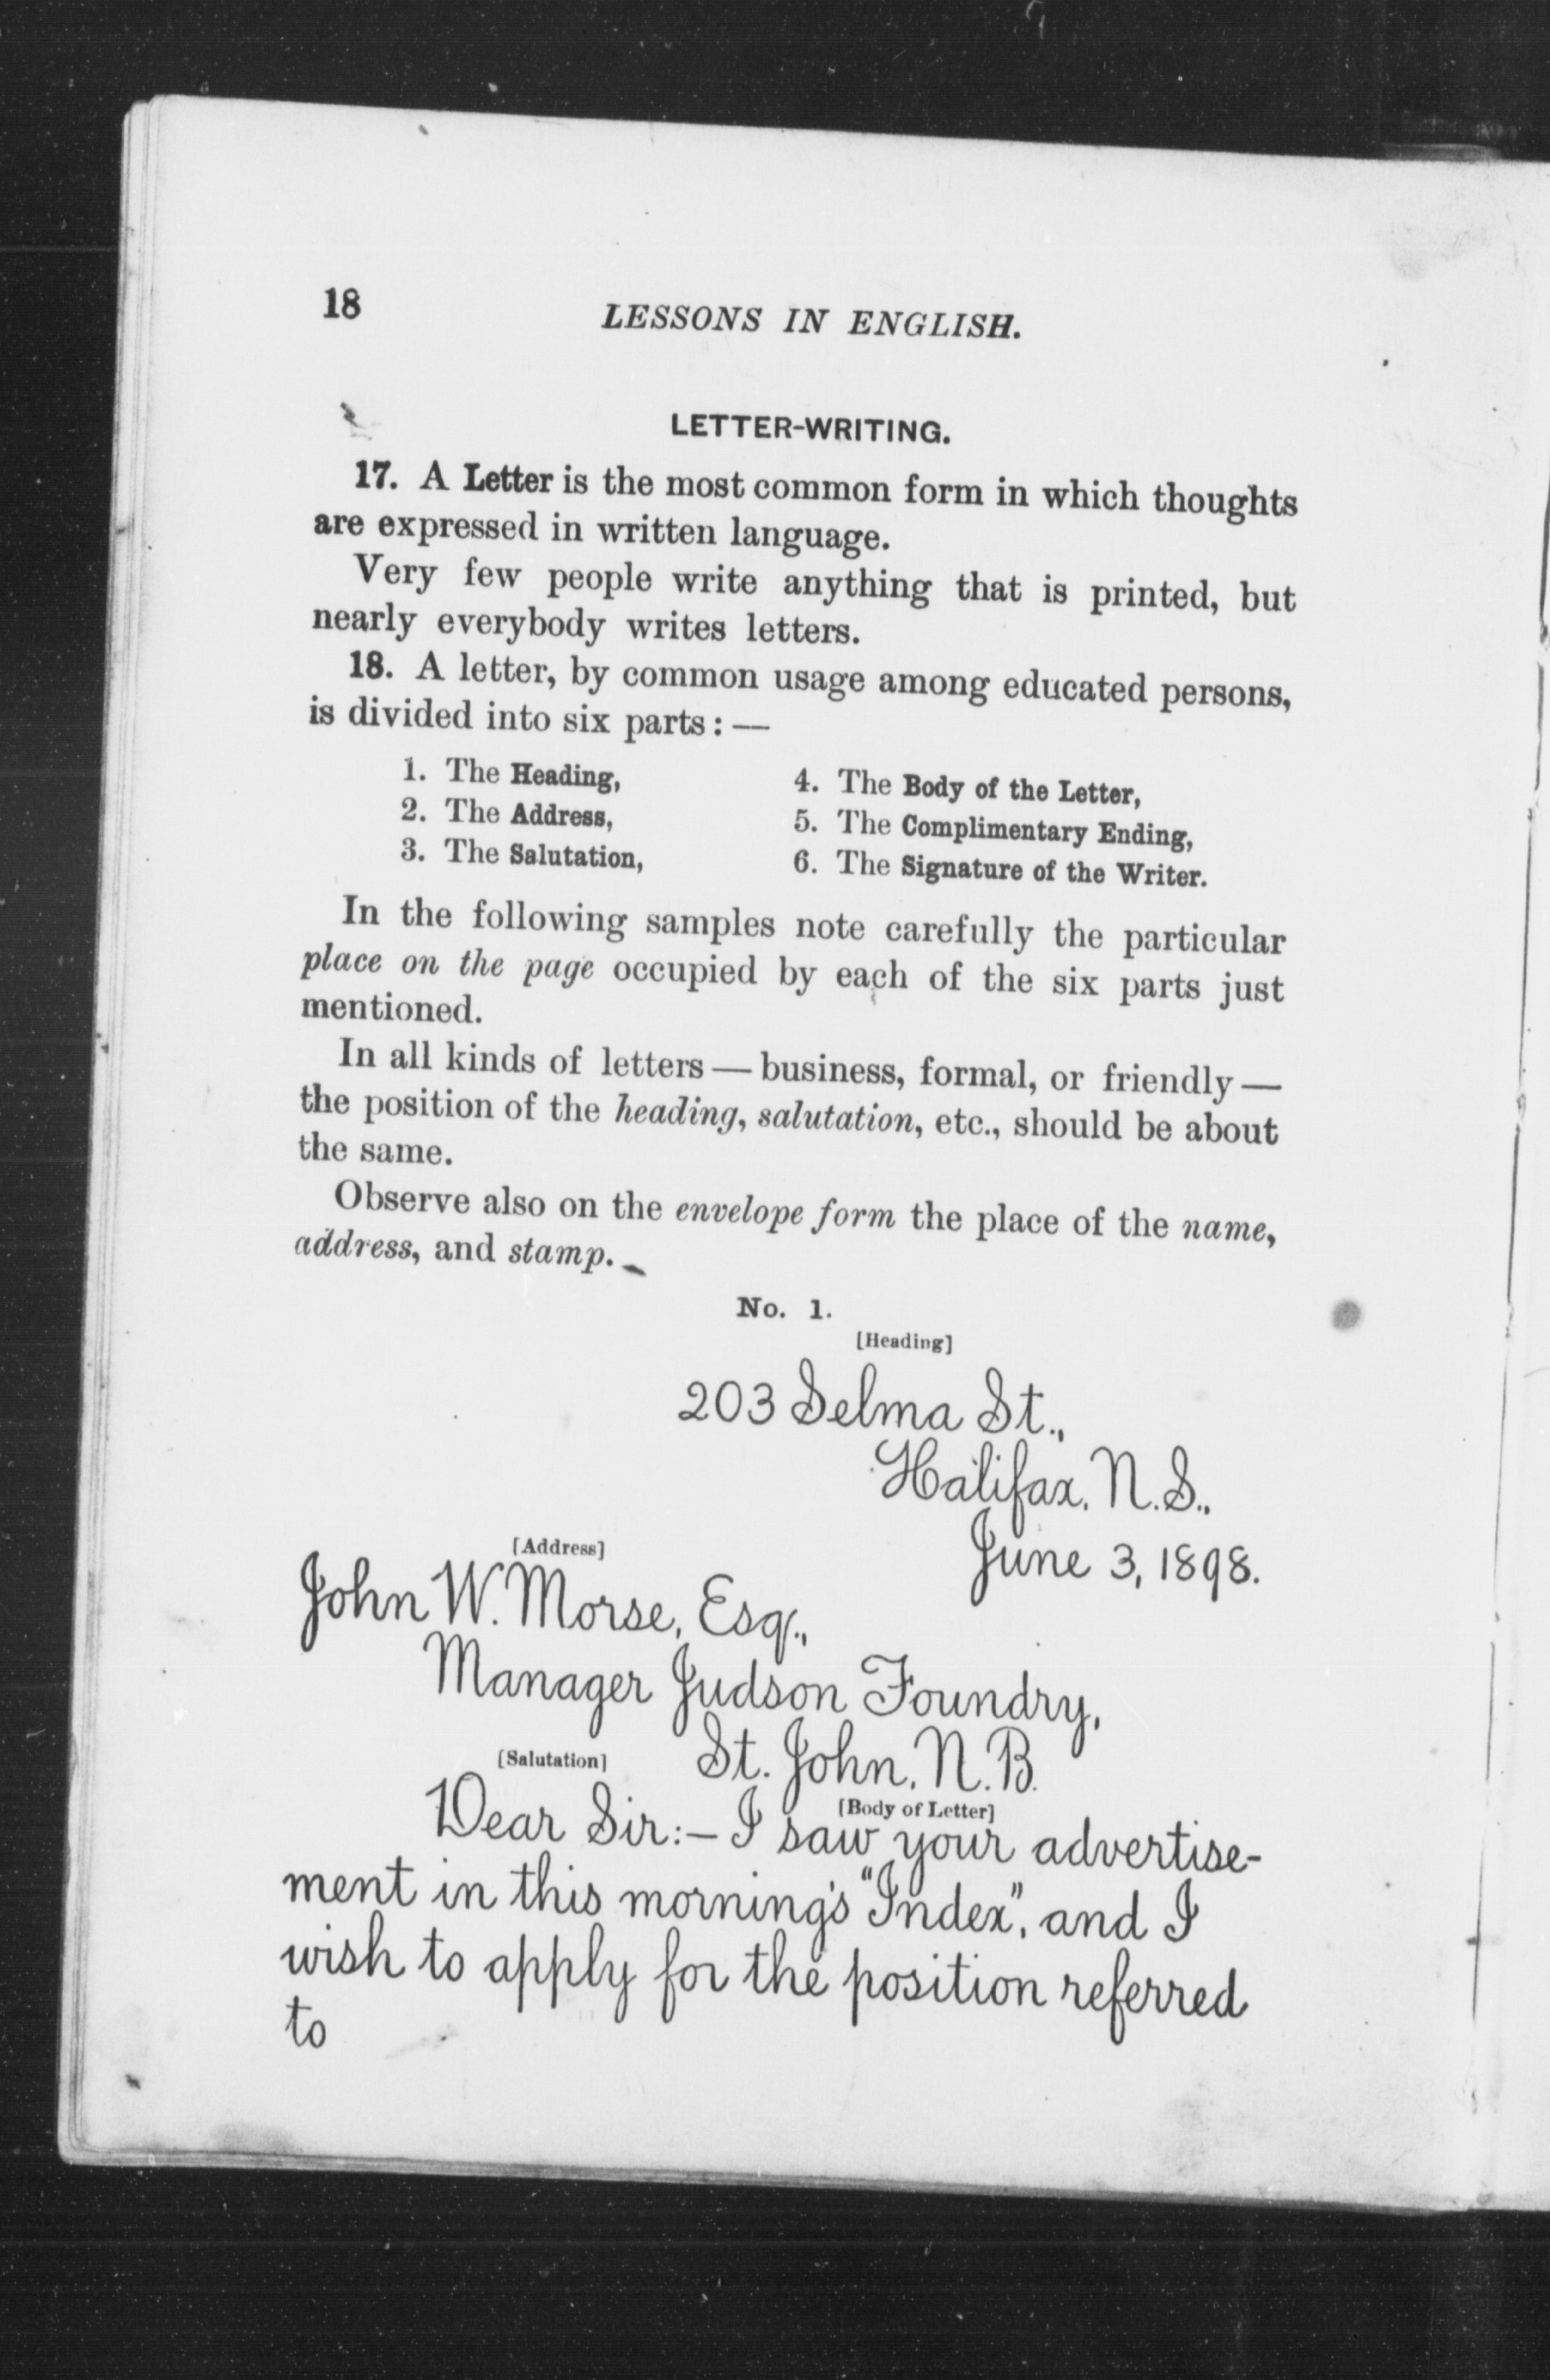 18
LESSONS IN ENGLISH.
LETTER-WRITING.
17. A Letter is the most common form in which thoughts
are expressed in written language.
Very few people write anything that is printed, but
nearly everybody writes letters.
18. A letter, by common usage among educated persons,
is divided into six parts: —
1. The Heading,
2. The Address,
3. The Salutation,
4. The Body of the Letter,
5. The Complimentary Ending,
6. The Signature of the Writer.
In the following samples note carefully the particular
place on the page occupied by each of the six parts just
mentioned.
In all kinds of letters — business, formal, or friendly —
the position of the heading, salutation, etc., should be about
the same.
Observe also on the envelope form the place of the name,
address, and stamp.
No. 1.
[Heading]
203 Selma St.,
Halifax, N.S.,
June 3, 1898.
[Address]
John W. Morse, Esq.,
Manager Judson Foundry,
St. John, N.B.
[Salutation]
[Body of Letter]
Dear Sir:— I saw your advertise-
ment in this morning's "Index", and I
wish to apply for the position referred
to